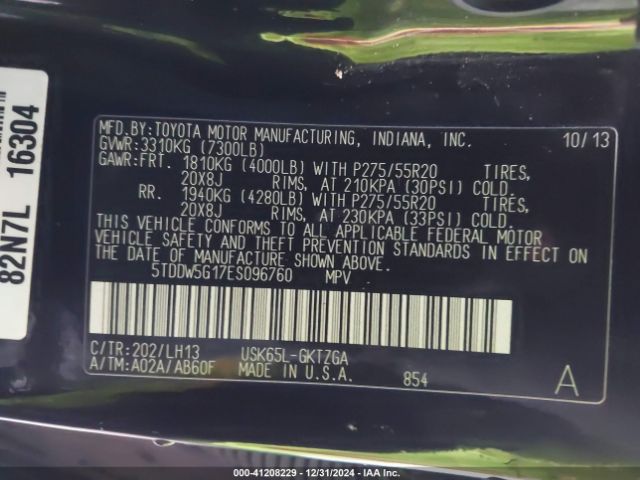 82N7L 16304
MFD.BY:TOYOTA MOTOR MANUFACTURING, INDIANA, INC. 10/13
GVWR:3310KG (7300LB)
GAWR:FRT. 1810KG (4000LB) WITH P275/55R20 TIRES,
20X8J RIMS, AT 210KPA (30PSI) COLD.
RR. 1940KG (4280LB) WITH P275/55R20 TIRES,
20X8J RIMS, AT 230KPA (33PSI) COLD.
THIS VEHICLE CONFORMS TO ALL APPLICABLE FEDERAL MOTOR
VEHICLE SAFETY AND THEFT PREVENTION STANDARDS IN EFFECT ON
THE DATE OF MANUFACTURE SHOWN ABOVE.
5TDDW5G17ES096760 MPV
C/TR:202/LH13 USK65L-GKTZGA
A/TM:A02A/AB60F MADE IN U.S.A. 854 A
000-41208229 - 12/31/2024 - IAA Inc.